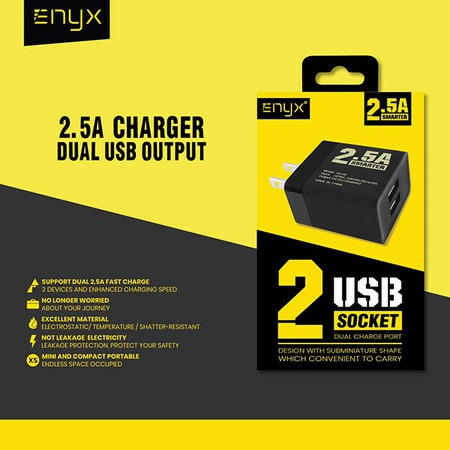 ENYX
2.5A CHARGER
DUAL USB OUTPUT
SUPPORT DUAL 2.5A FAST CHARGE
2 DEVICES AND ENHANCED CHARGING SPEED
NO LONGER WORRIED
ABOUT YOUR JOURNEY
EXCELLENT MATERIAL
ELECTROSTATIC/ TEMPERATURE / SHATTER-RESISTANT
NOT LEAKAGE ELECTRICITY
LEAKAGE PROTECTION, PROTECT YOUR SAFETY
XS
MINI AND COMPACT PORTABLE
ENDLESS SPACE OCCUPIED
ENYX®
2.5A
SMARTER
2.5A
SMARTER
2 USB
SOCKET
DUAL CHARGE PORT
DESIGN WITH SUBMNIATURE SHAPE
WHICH CONVENIENT TO CARRY